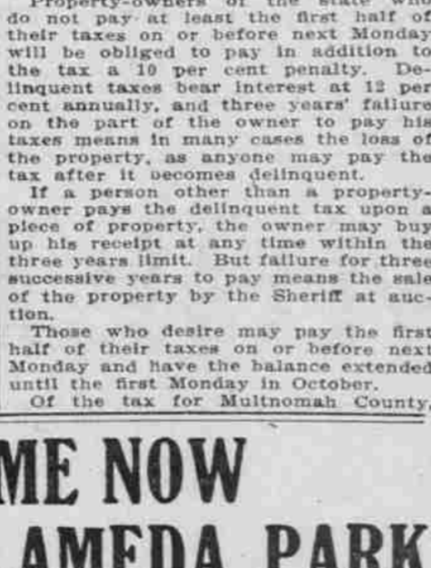 Property-owners of the state who
do not pay at least the first half of
their taxes on or before next Monday
will be obliged to pay in addition to
the tax a 10 per cent penalty. De-
linquent taxes bear interest at 12 per
cent annually, and three years' failure
on the part of the owner to pay his
taxes means in many cases the loss of
the property, as anyone may pay the
tax after it becomes delinquent.
If a person other than a property-
owner pays the delinquent tax upon a
piece of property, the owner may buy
up his receipt at any time within the
three years limit. But failure for three
successive years to pay means the sale
of the property by the Sheriff at auc-
tion.
Those who desire may pay the first
half of their taxes on or before next
Monday and have the balance extended
until the first Monday in October.
Of the tax for Multnomah County,
ME NOW
AMEDA PARK